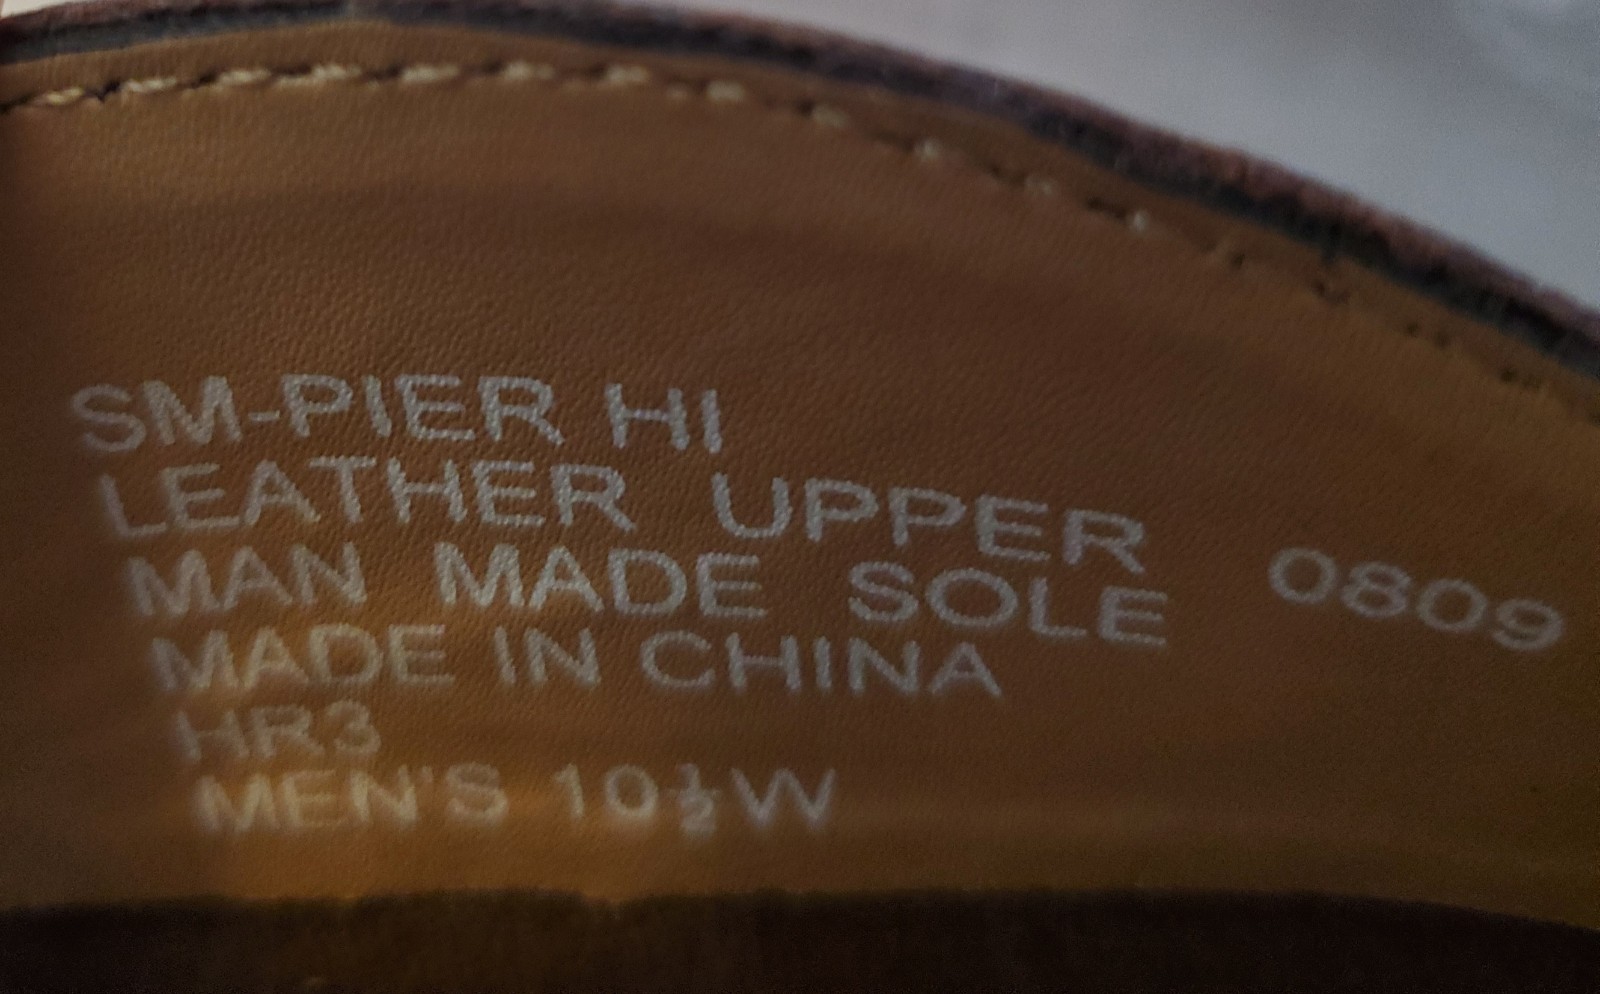 SM-PIER HI
LEATHER UPPER
MAN MADE SOLE 0809
MADE IN CHINA
HR3
MEN'S 10½W